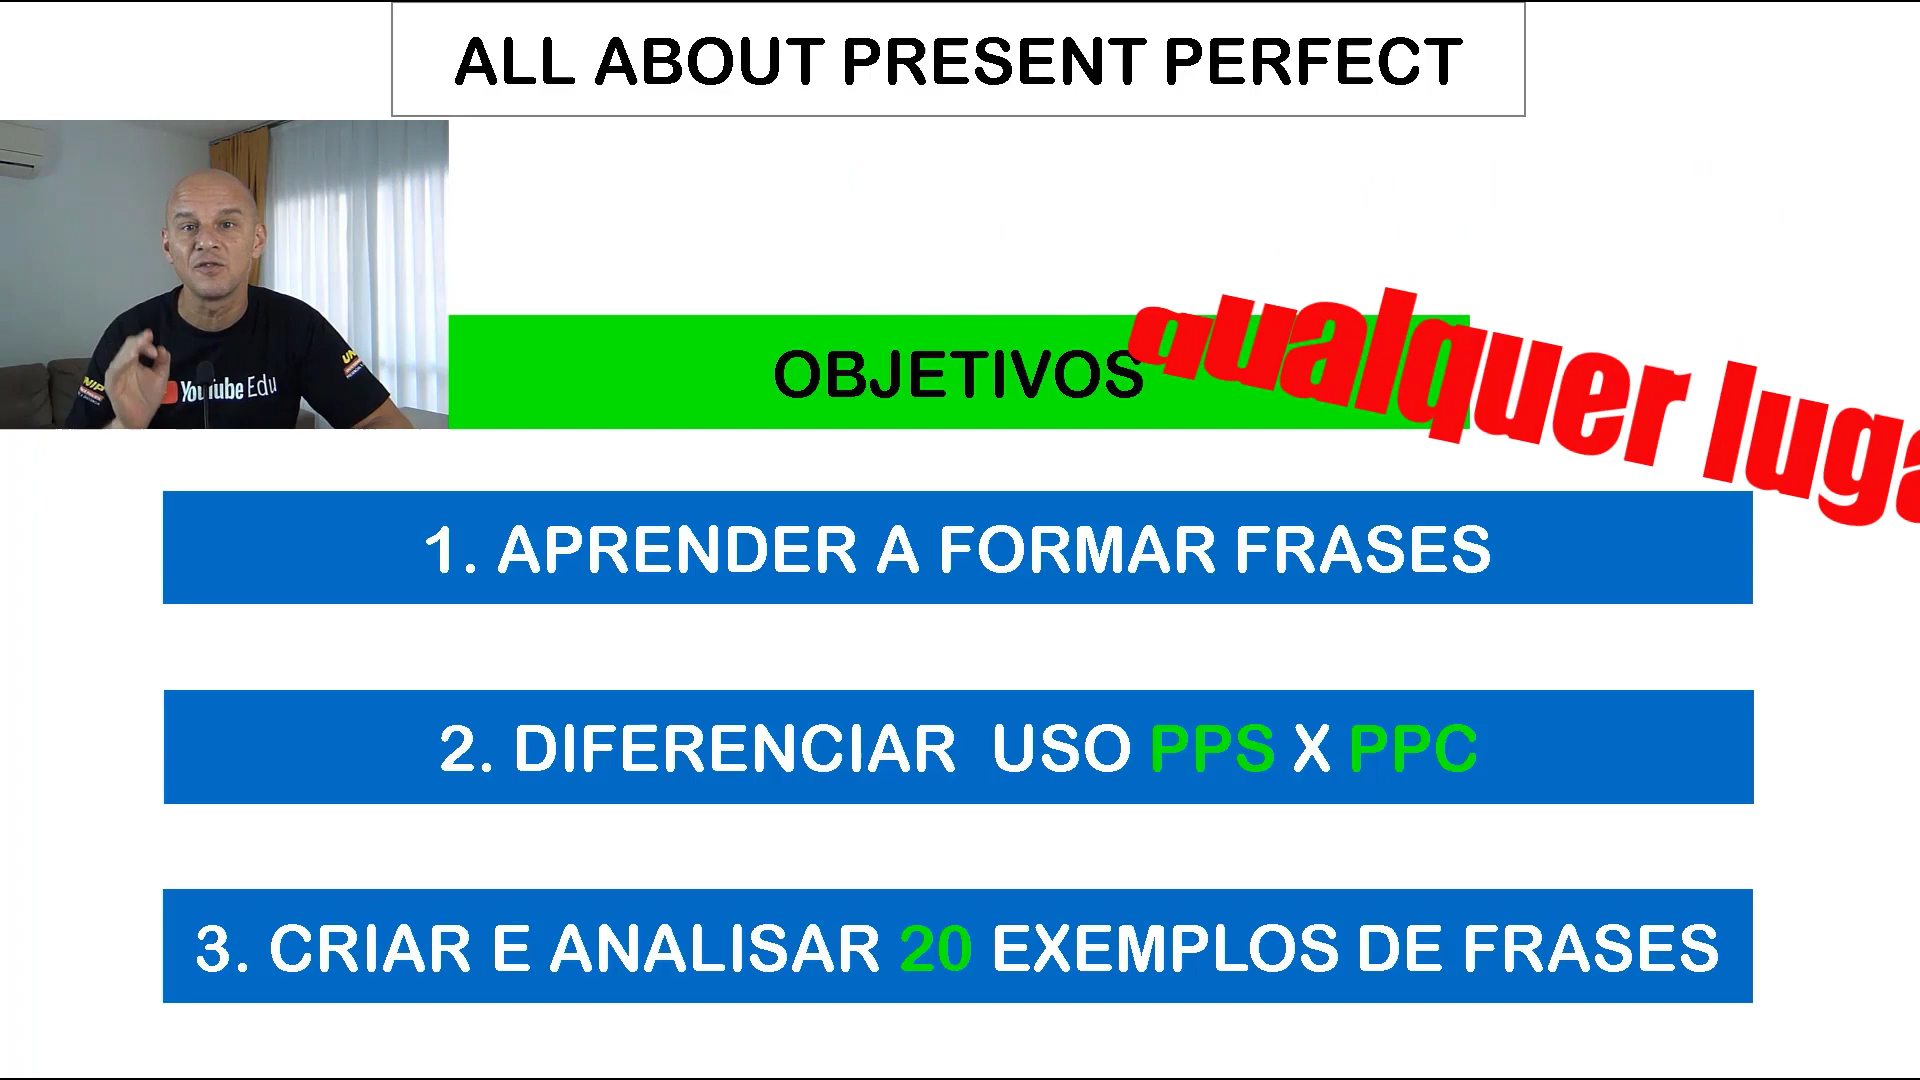 ALL ABOUT PRESENT PERFECT
YouTube Edu
OBJETIVOS
qualquer luga
1. APRENDER A FORMAR FRASES
2. DIFERENCIAR USO PPS X PPC
3. CRIAR E ANALISAR 20 EXEMPLOS DE FRASES